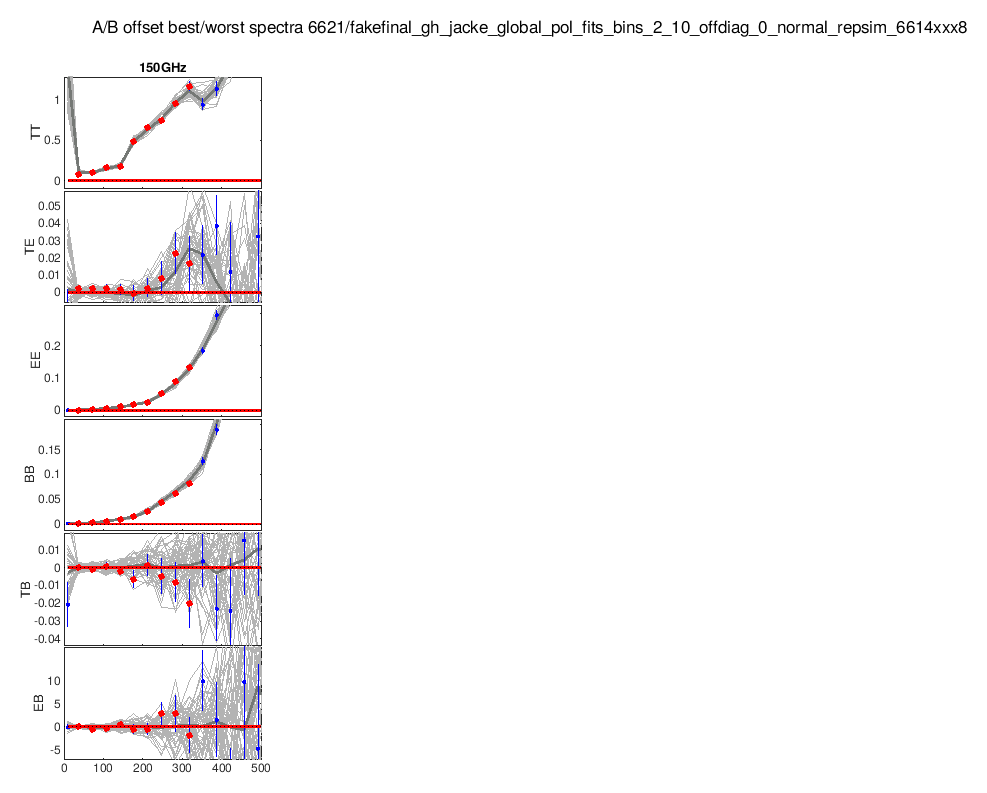 A/B offset best/worst spectra 6621/fakefinal_gh_jacke_global_pol_fits_bins_2_10_offdiag_0_normal_repsim_6614xxx8
150GHz
TT
1
0.5
0
TE
0.05
0.04
0.03
0.02
0.01
0
EE
0.2
0.1
0
BB
0.15
0.1
0.05
0
TB
0.01
0
-0.01
-0.02
-0.03
-0.04
EB
10
5
0
-5
0 100 200 300 400 500